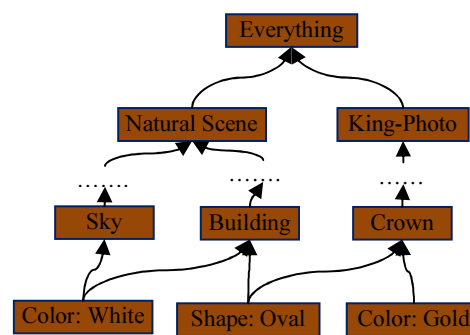 Everything
Natural Scene
King-Photo
........
........
........
Sky
Building
Crown
Color: White
Shape: Oval
Color: Gold